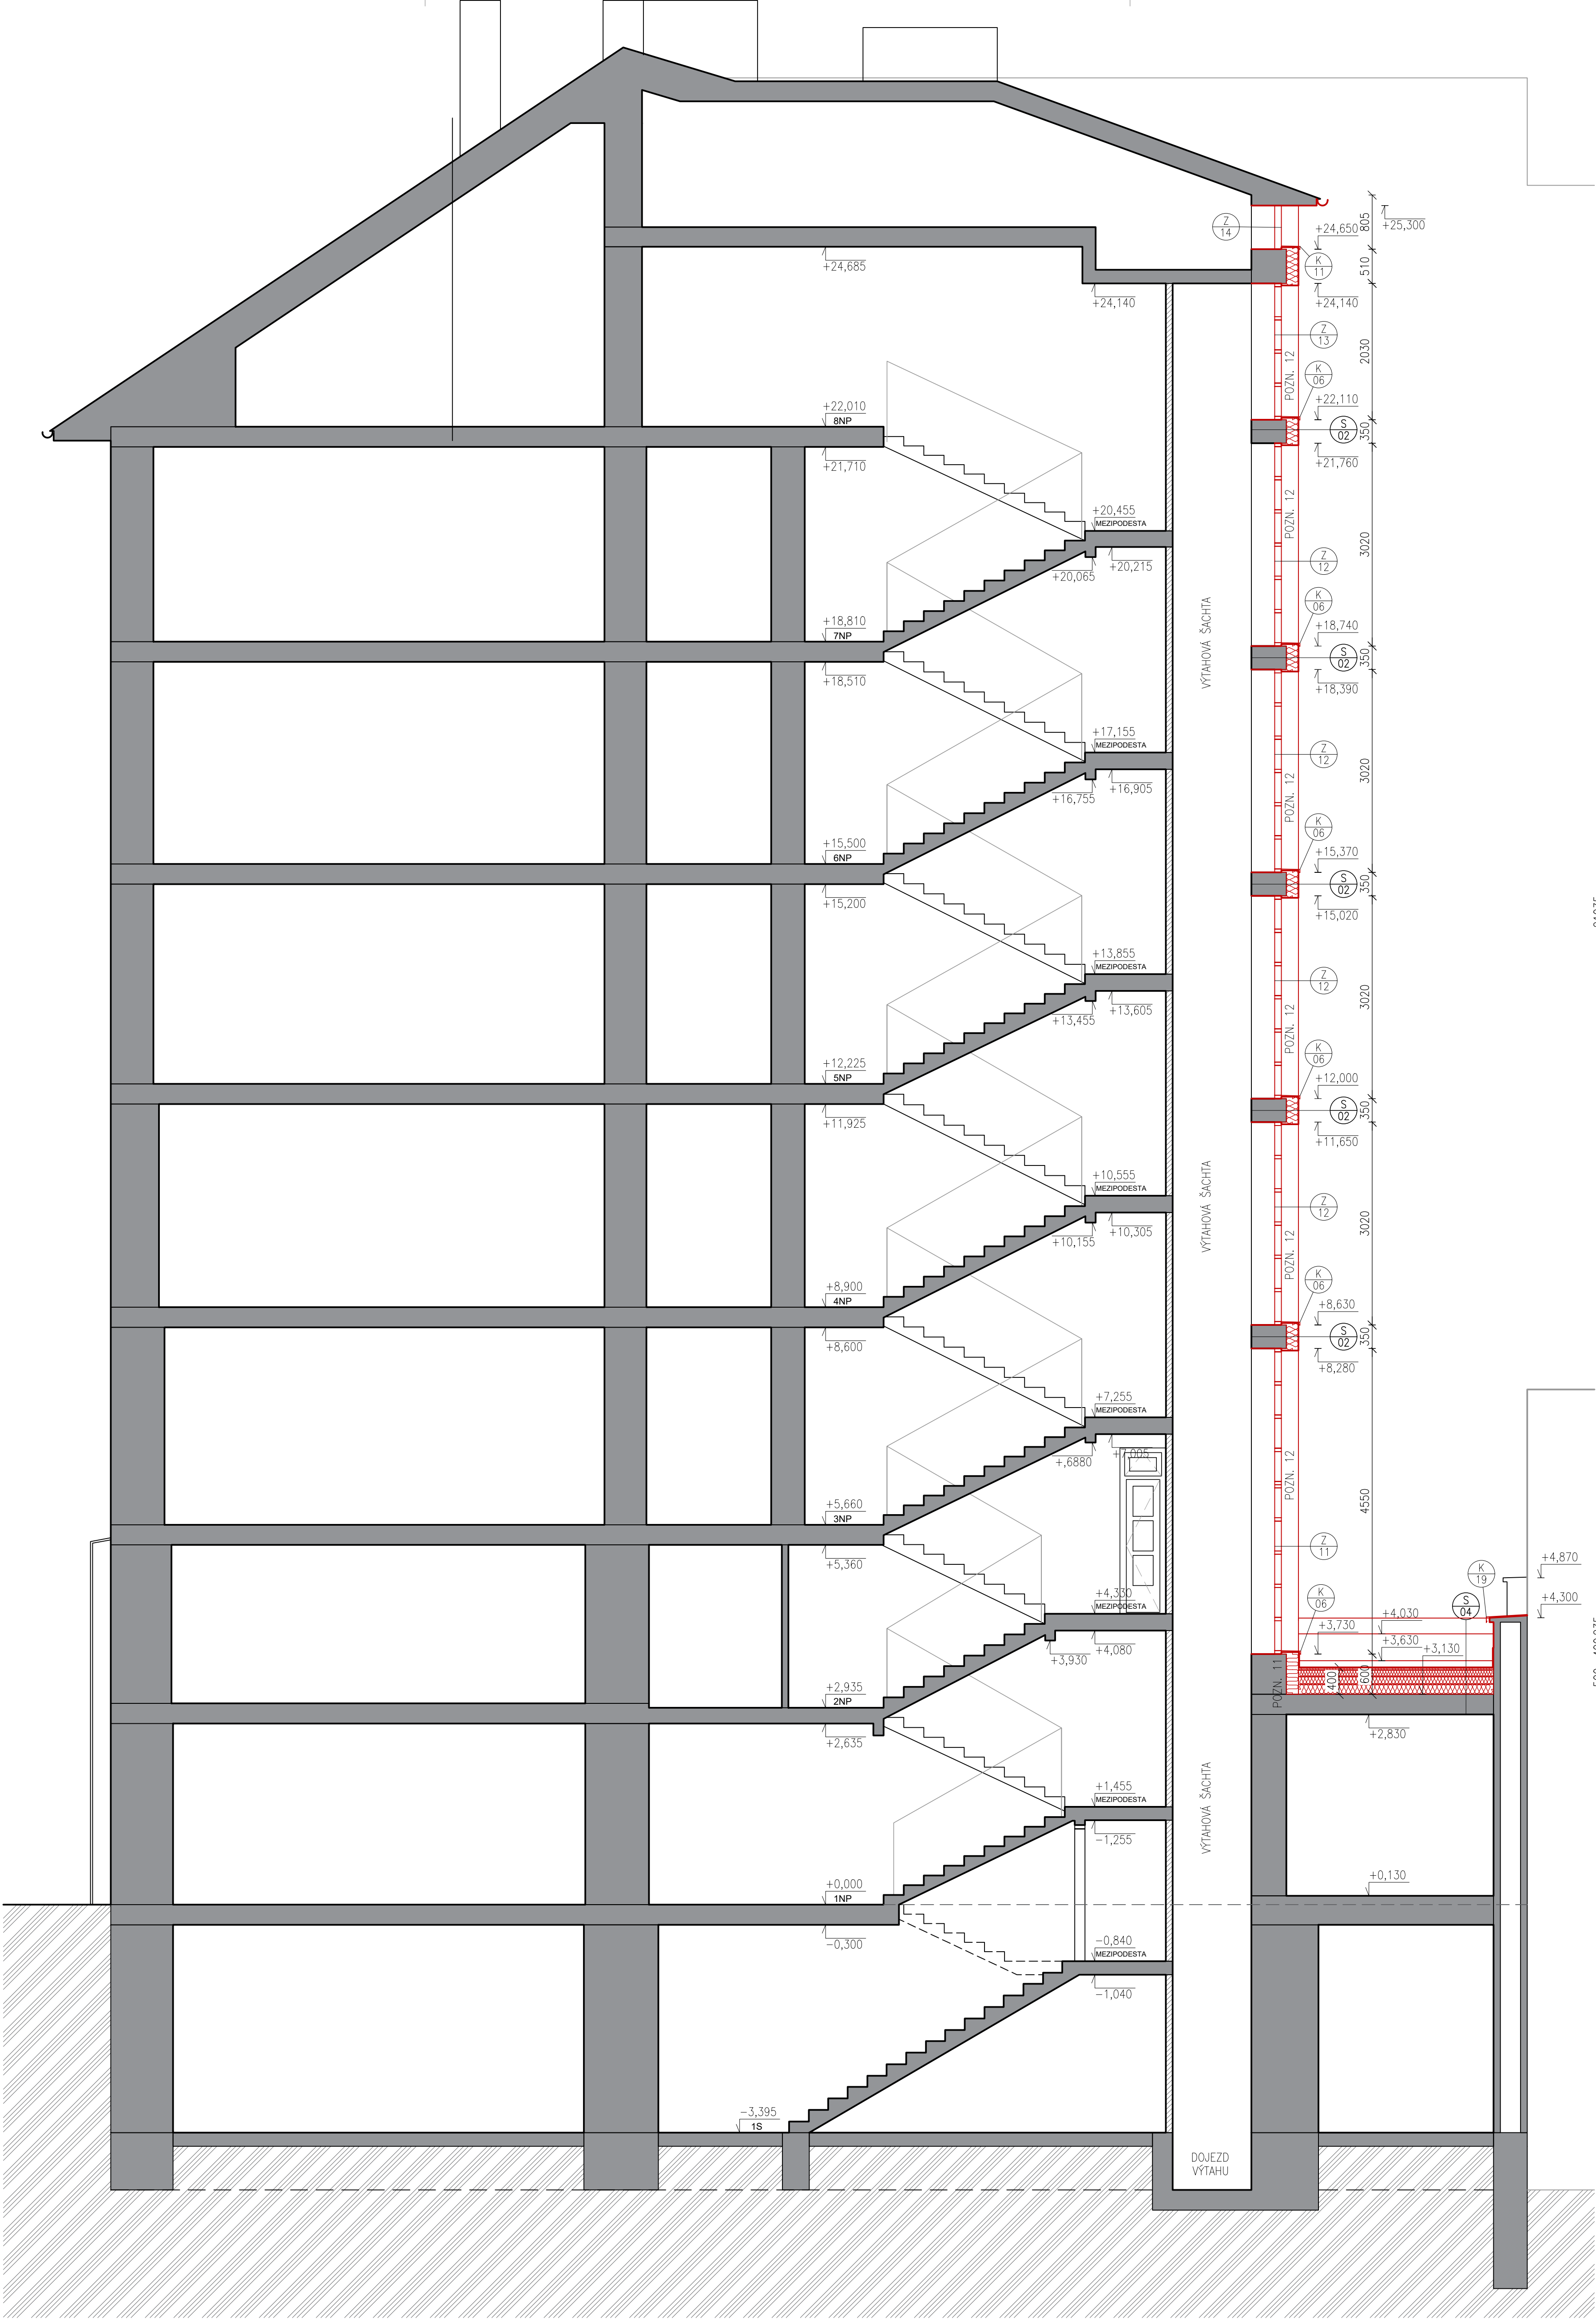 Z
14
+24,650
805
+25,300
K
11
510
+24,685
+24,140
+24,140
Z
13
2030
POZN. 12
K
06
+22,010
8NP
+22,110
S
02
350
+21,710
+21,760
POZN. 12
+20,455
MEZIPODESTA
3020
+20,065
+20,215
Z
12
K
06
VÝTAHOVÁ ŠACHTA
+18,810
7NP
+18,740
S
02
350
+18,510
+18,390
+17,155
MEZIPODESTA
Z
12
3020
+16,755
+16,905
POZN. 12
K
06
+15,500
6NP
+15,370
S
02
350
+15,200
+15,020
+13,855
MEZIPODESTA
Z
12
3020
+13,455
+13,605
POZN. 12
K
06
+12,225
5NP
+12,000
S
02
350
+11,925
+11,650
+10,555
MEZIPODESTA
VÝTAHOVÁ ŠACHTA
Z
12
3020
+10,155
+10,305
POZN. 12
K
06
+8,900
4NP
+8,630
S
02
350
+8,600
+8,280
+7,255
MEZIPODESTA
+,6880
+7,005
POZN. 12
4550
+5,660
3NP
Z
11
+5,360
+4,870
K
19
+4,330
MEZIPODESTA
K
06
S
04
+4,300
+4,030
+3,730
+3,930
+4,080
+3,630
+3,130
POZN. 11
400
600
+2,935
2NP
+2,635
+2,830
+1,455
MEZIPODESTA
VÝTAHOVÁ ŠACHTA
-1,255
+0,000
1NP
+0,130
-0,300
-0,840
MEZIPODESTA
-1,040
-3,395
1S
DOJEZD
VÝTAHU